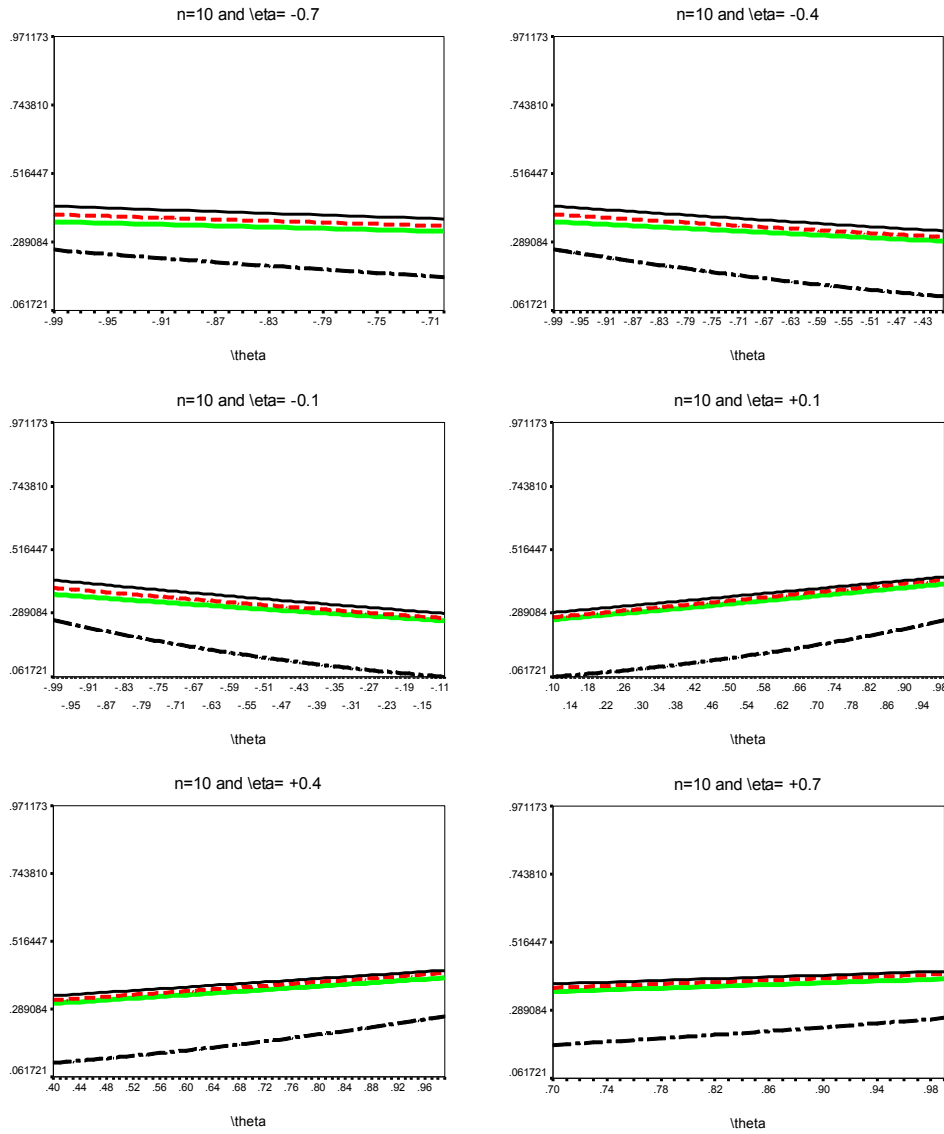 n=10 and \eta= -0.7
.971173
.743810
.516447
.289084
.061721
-.99 -.95 -.91 -.87 -.83 -.79 -.75 -.71
\theta
n=10 and \eta= -0.4
.971173
.743810
.516447
.289084
.061721
-.99 -.95 -.91 -.87 -.83 -.79 -.75 -.71 -.67 -.63 -.59 -.55 -.51 -.47 -.43
\theta
n=10 and \eta= -0.1
.971173
.743810
.516447
.289084
.061721
-.99 -.91 -.83 -.75 -.67 -.59 -.51 -.43 -.35 -.27 -.19 -.11
-.95 -.87 -.79 -.71 -.63 -.55 -.47 -.39 -.31 -.23 -.15
\theta
n=10 and \eta= +0.1
.971173
.743810
.516447
.289084
.061721
.10 .18 .26 .34 .42 .50 .58 .66 .74 .82 .90 .98
.14 .22 .30 .38 .46 .54 .62 .70 .78 .86 .94
\theta
n=10 and \eta= +0.4
.971173
.743810
.516447
.289084
.061721
.40 .44 .48 .52 .56 .60 .64 .68 .72 .76 .80 .84 .88 .92 .96
\theta
n=10 and \eta= +0.7
.971173
.743810
.516447
.289084
.061721
.70 .74 .78 .82 .86 .90 .94 .98
\theta